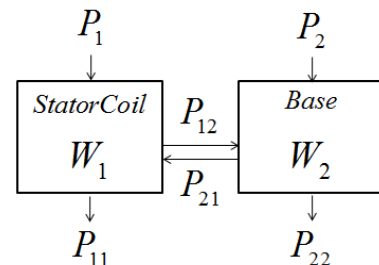 P₁ P₂
StatorCoil Base
P₁₂
W₁ W₂
P₂₁
P₁₁ P₂₂